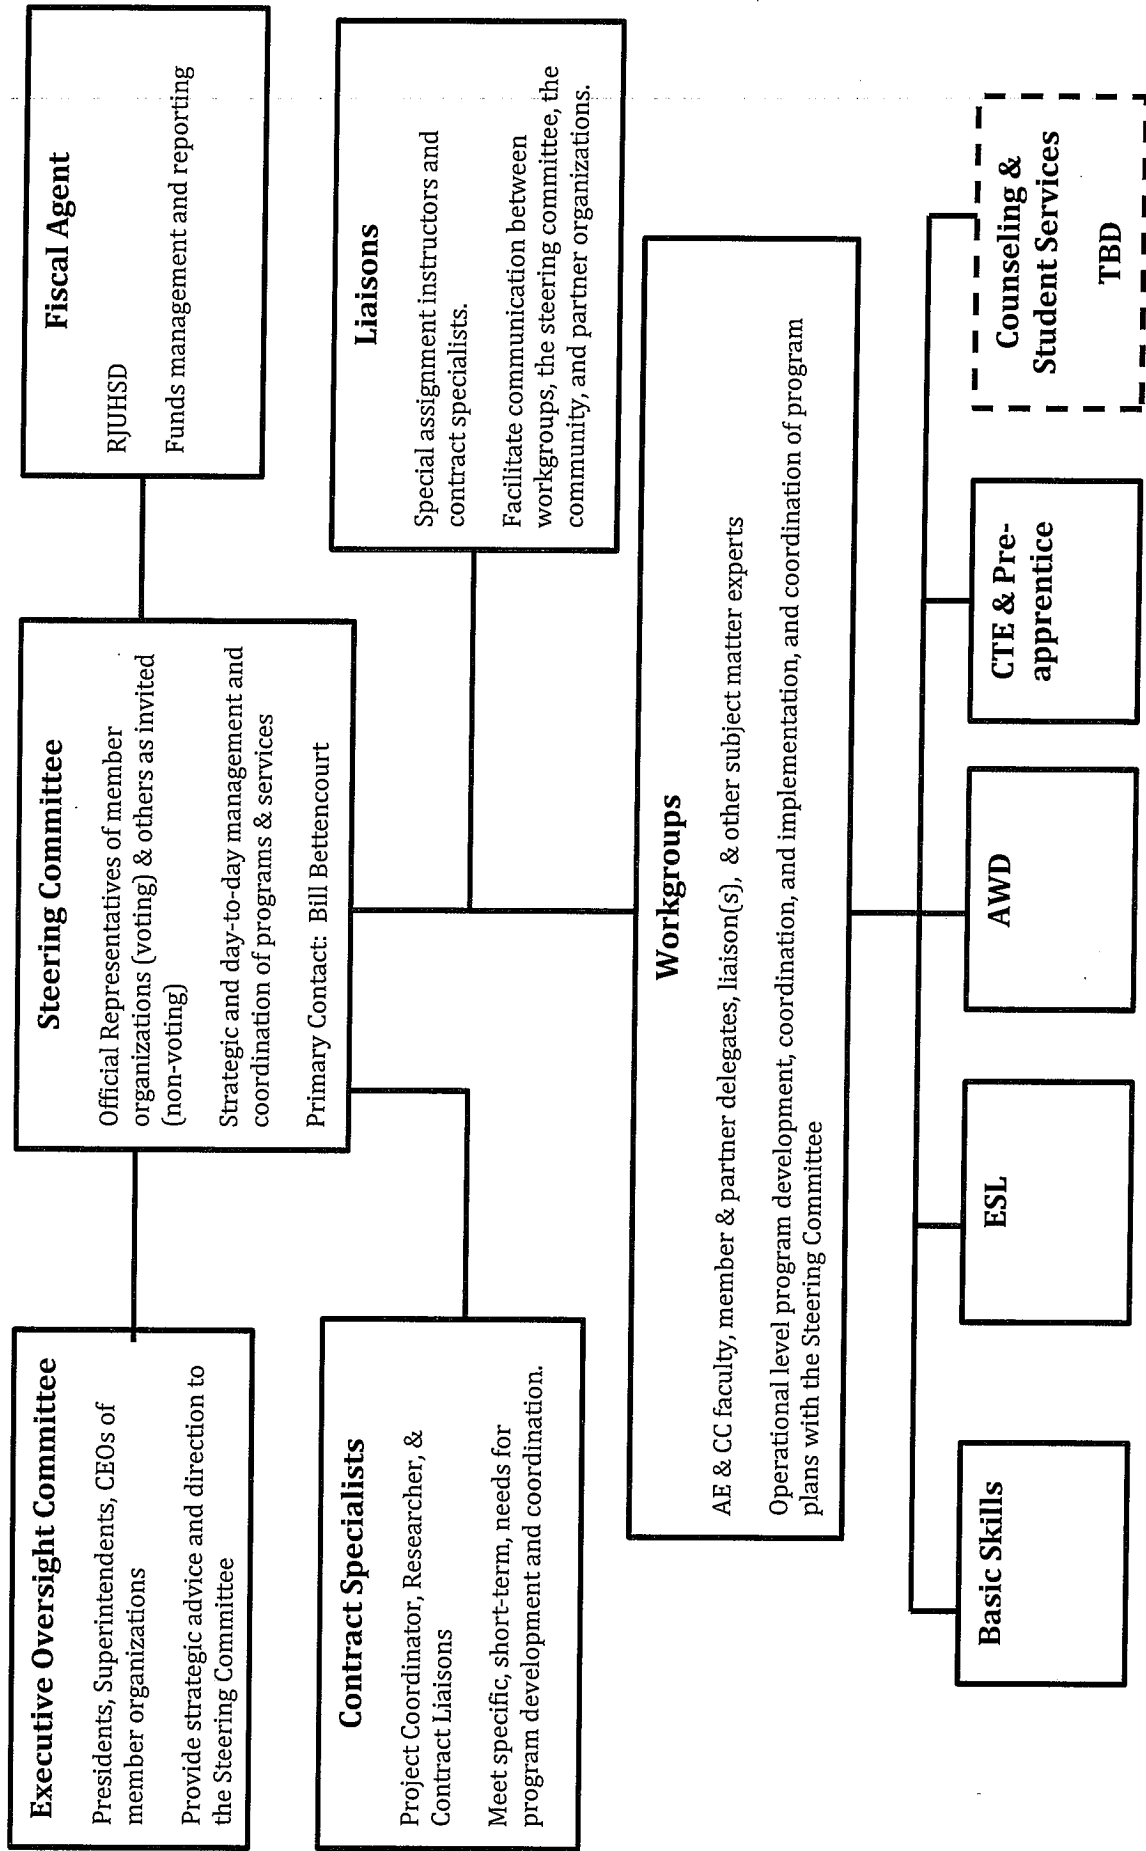 Executive Oversight Committee
Presidents, Superintendents, CEOs of
member organizations
Provide strategic advice and direction to
the Steering Committee
Steering Committee
Official Representatives of member
organizations (voting) & others as invited
(non-voting)
Strategic and day-to-day management and
coordination of programs & services
Primary Contact: Bill Bettencourt
Fiscal Agent
RJUHSD
Funds management and reporting
Contract Specialists
Project Coordinator, Researcher, &
Contract Liaisons
Meet specific, short-term, needs for
program development and coordination.
Liaisons
Special assignment instructors and
contract specialists.
Facilitate communication between
workgroups, the steering committee, the
community, and partner organizations.
Workgroups
AE & CC faculty, member & partner delegates, liaison(s), & other subject matter experts
Operational level program development, coordination, and implementation, and coordination of program
plans with the Steering Committee
Basic Skills
ESL
AWD
CTE & Pre-
apprentice
Counseling &
Student Services
TBD